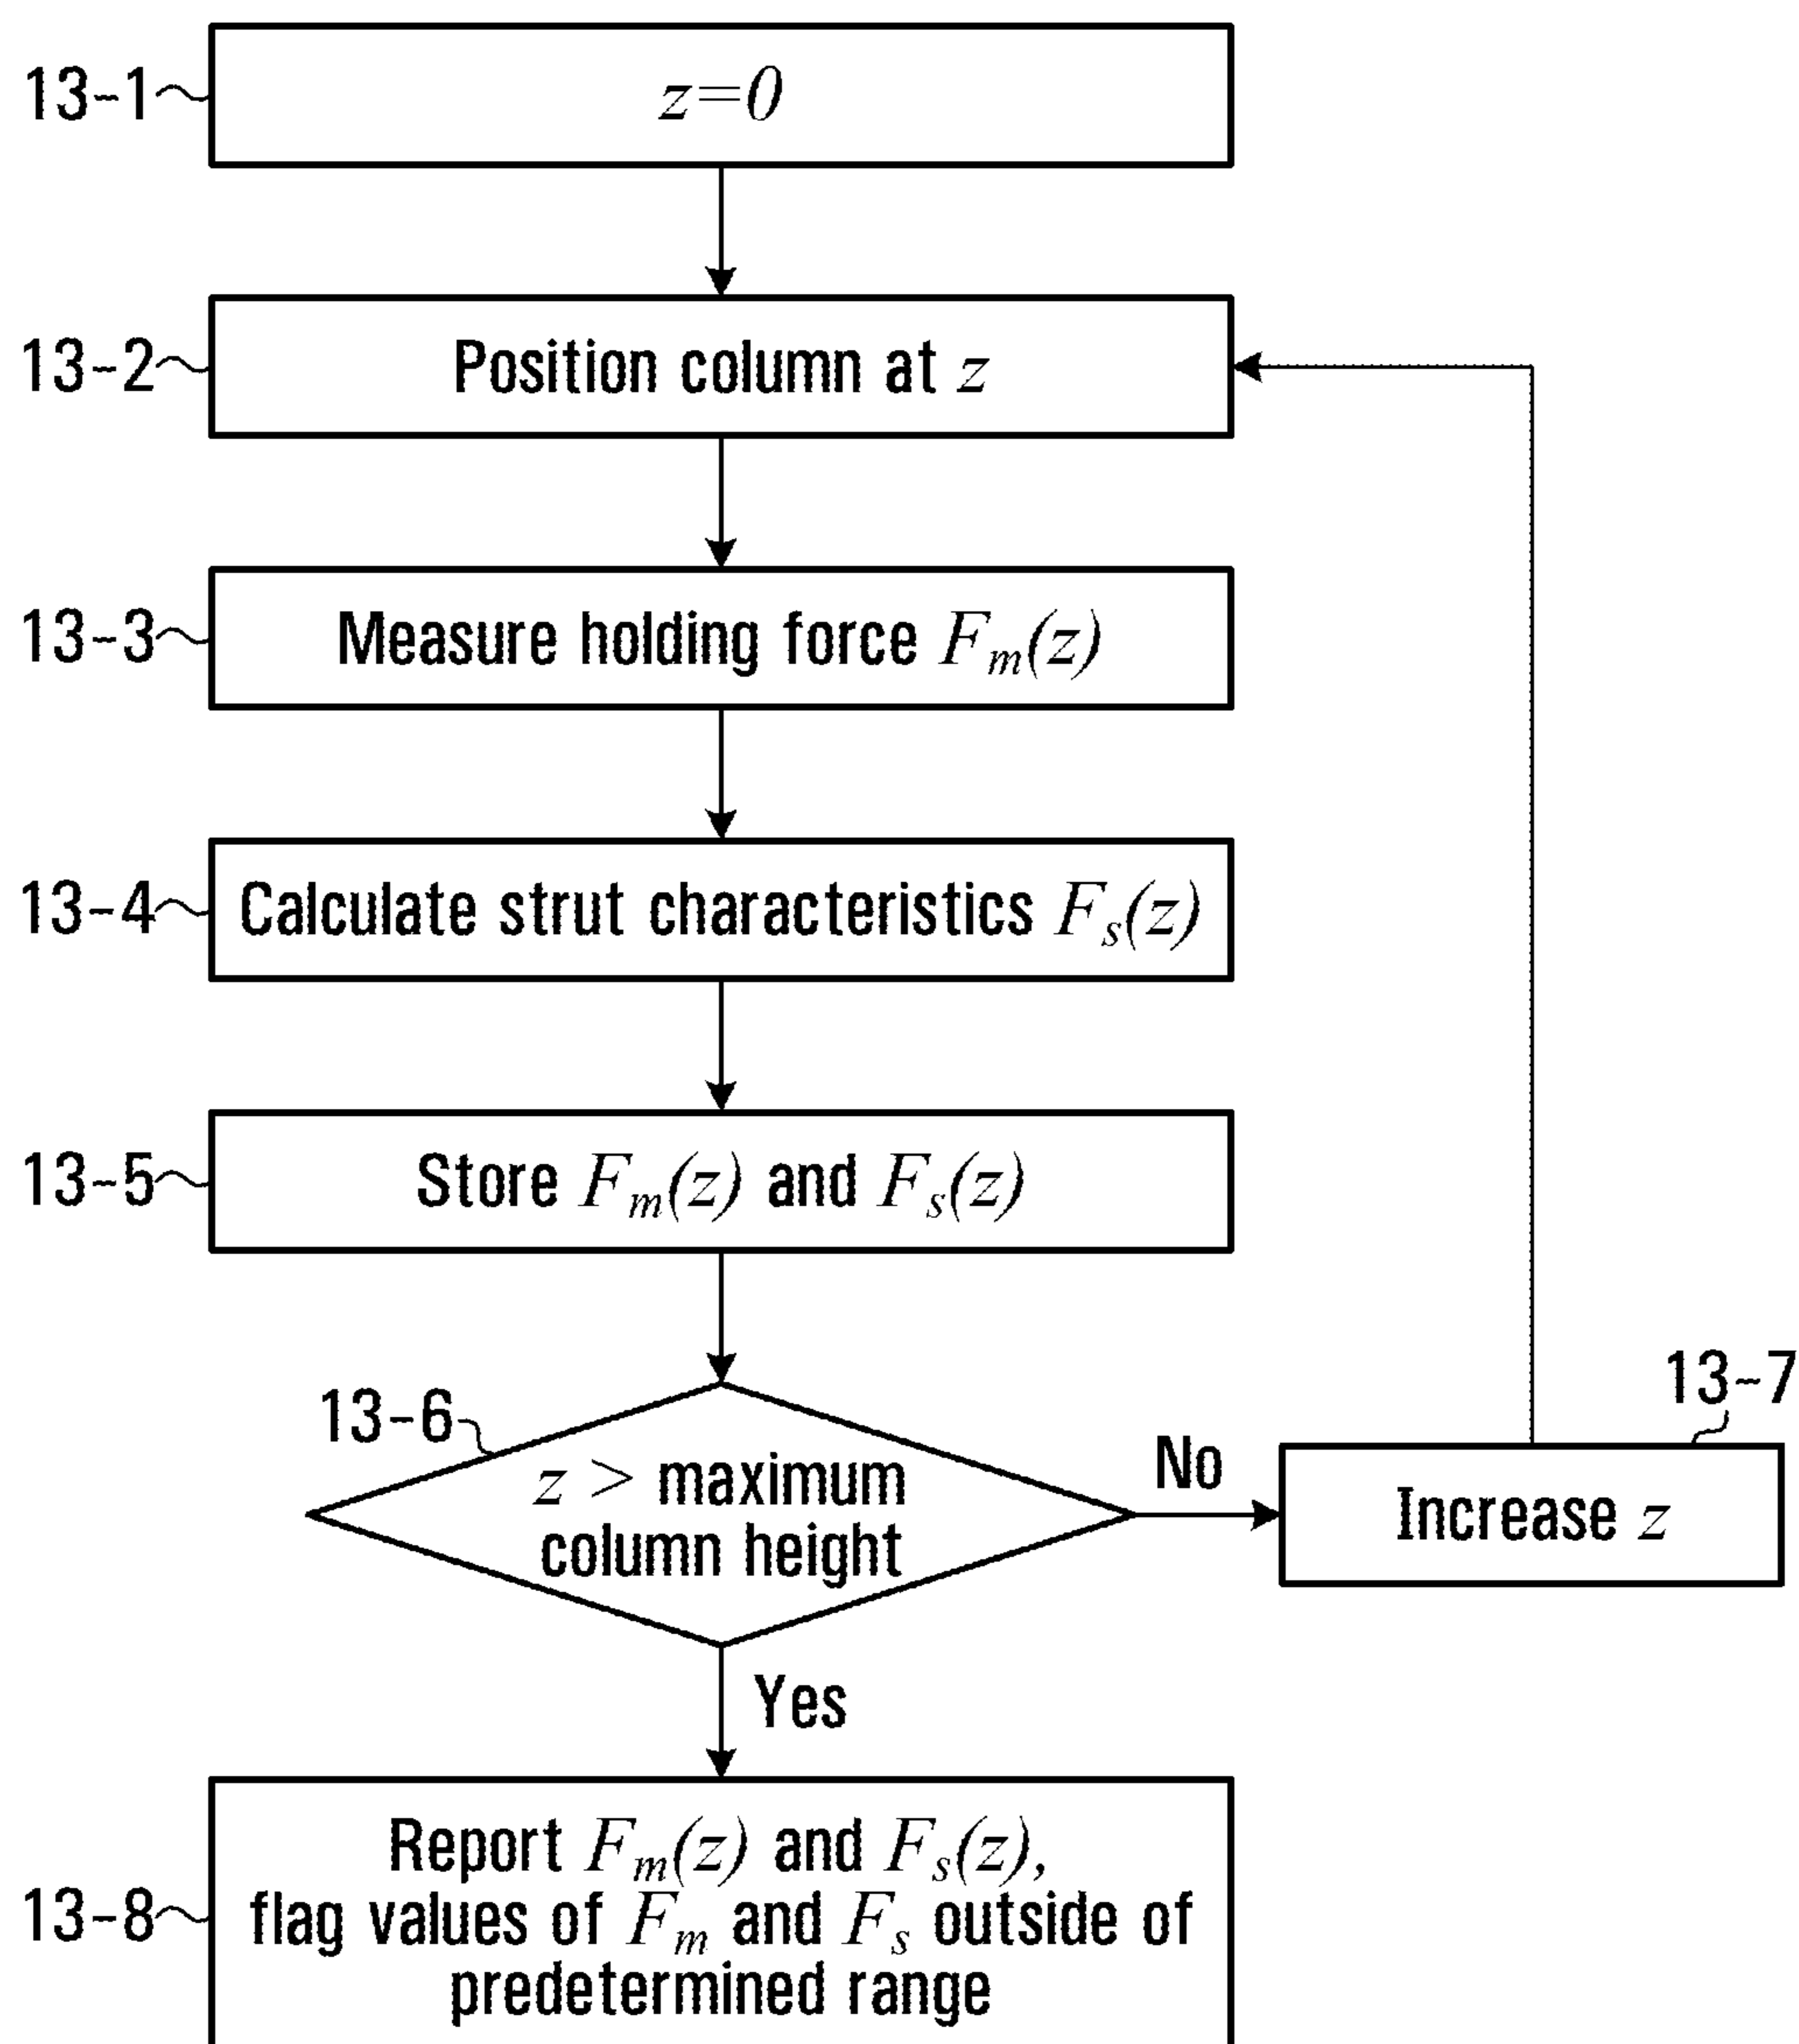 13-1
z=0
13-2
Position column at z
13-3
Measure holding force Fm(z)
13-4
Calculate strut characteristics Fs(z)
13-5
Store Fm(z) and Fs(z)
13-6
z > maximum
column height
No
13-7
Increase z
Yes
13-8
Report Fm(z) and Fs(z),
flag values of Fm and Fs outside of
predetermined range